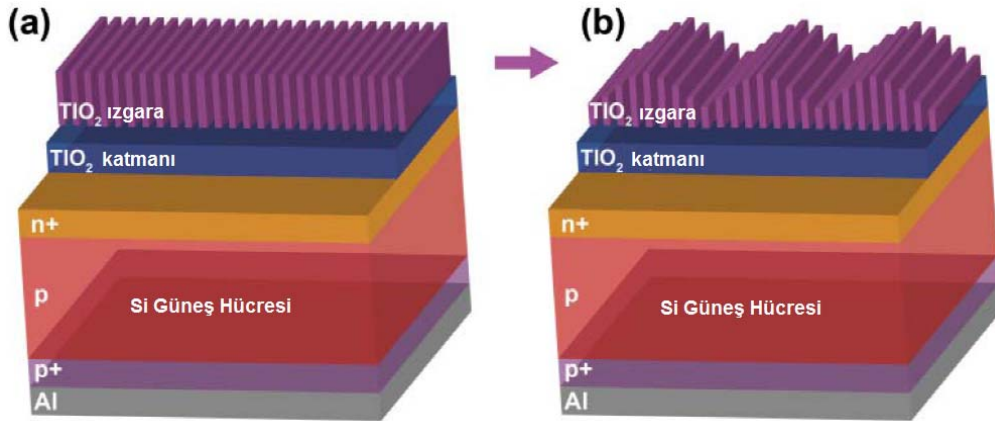 (a)
TIO₂ ızgara
TIO₂ katmanı
n+
p
Si Güneş Hücresi
p+
Al
(b)
TIO₂ ızgara
TIO₂ katmanı
n+
p
Si Güneş Hücresi
p+
Al